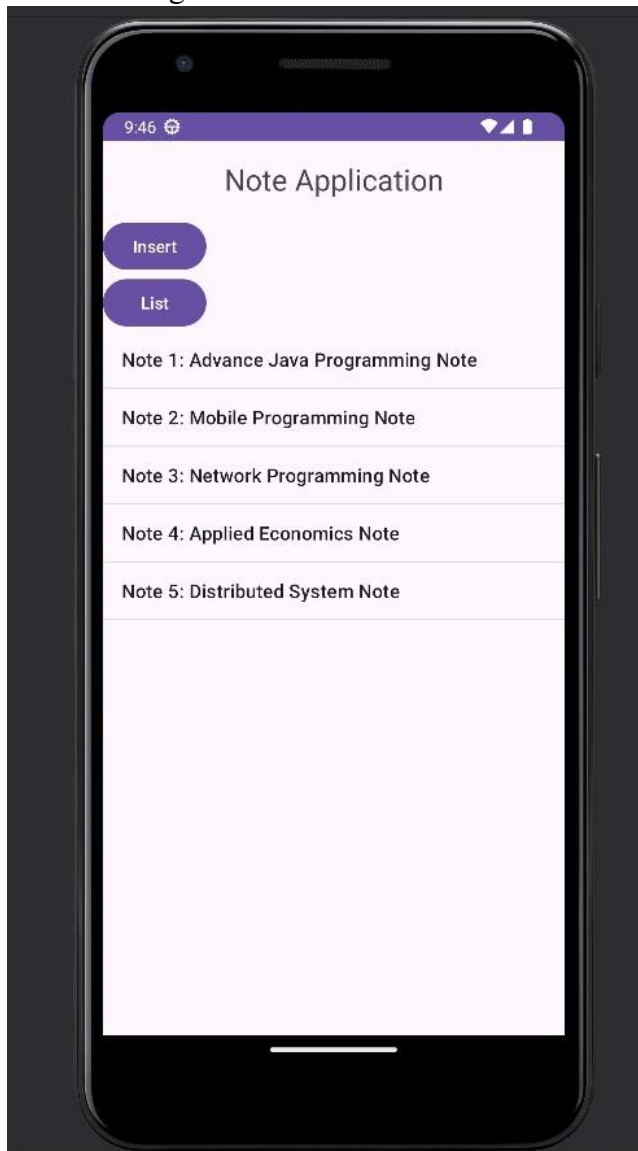 9:46
Note Application
Insert
List
Note 1: Advance Java Programming Note
Note 2: Mobile Programming Note
Note 3: Network Programming Note
Note 4: Applied Economics Note
Note 5: Distributed System Note